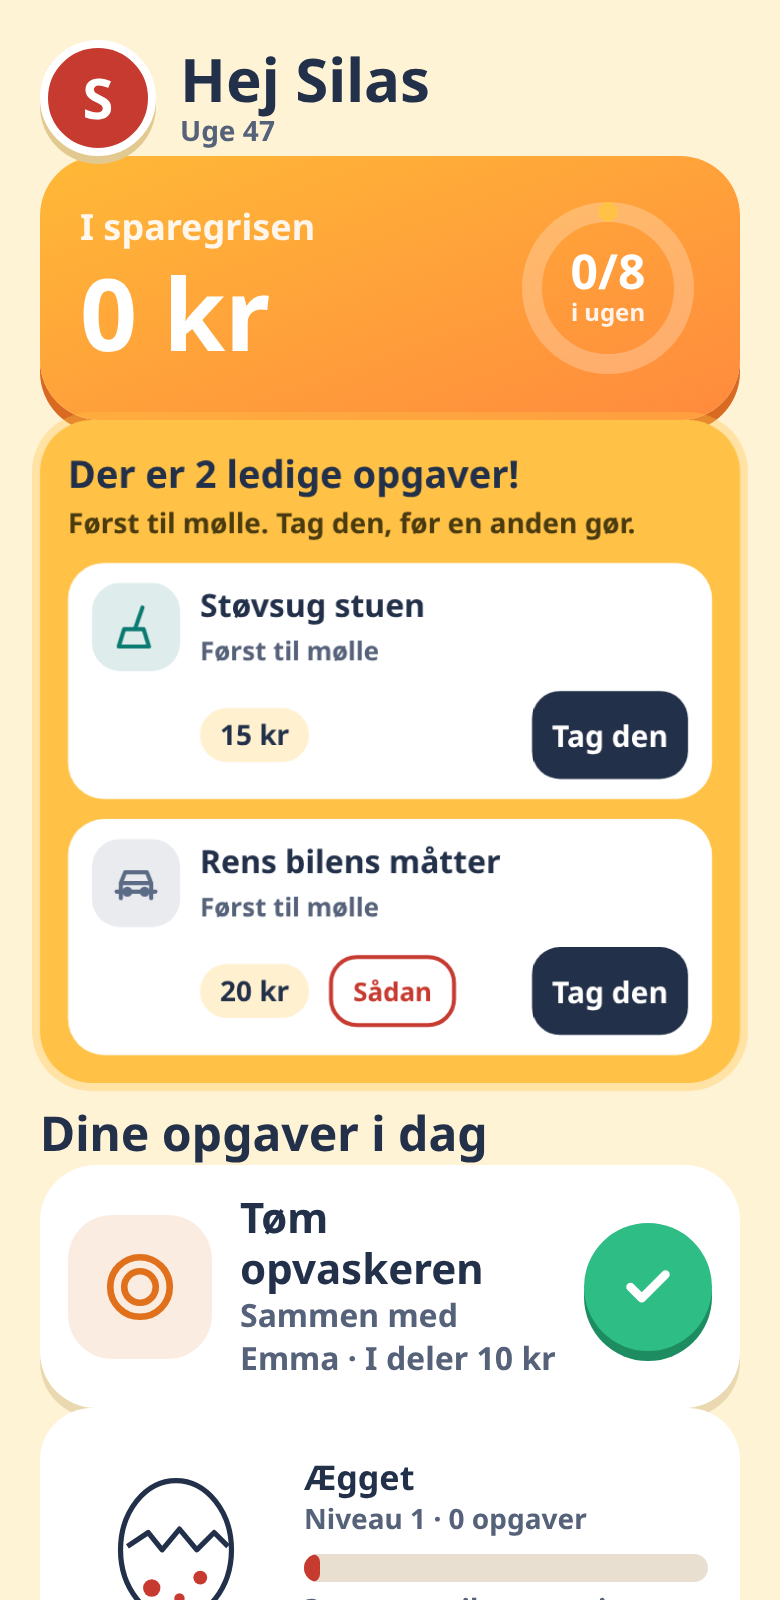 S
Hej Silas
Uge 47
I sparegrisen
0 kr
0/8
i ugen
Der er 2 ledige opgaver!
Først til mølle. Tag den, før en anden gør.
Støvsug stuen
Først til mølle
15 kr
Tag den
Rens bilens måtter
Først til mølle
20 kr
Sådan
Tag den
Dine opgaver i dag
Tøm
opvaskeren
Sammen med
Emma · I deler 10 kr
Ægget
Niveau 1 · 0 opgaver